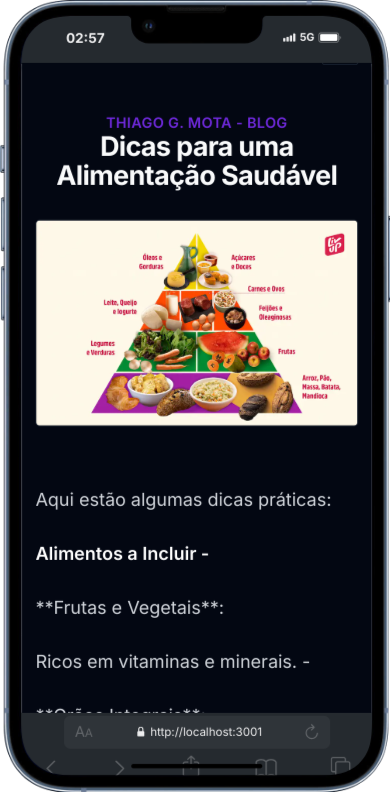 02:57
5G
THIAGO G. MOTA - BLOG
Dicas para uma
Alimentação Saudável
Óleos e
Gorduras
Açúcares
e Doces
Carnes e Ovos
Leite, Queijo
e Iogurte
Feijões e
Oleaginosas
Legumes
e Verduras
Frutas
Arroz, Pão,
Massa, Batata,
Mandioca
Aqui estão algumas dicas práticas:
Alimentos a Incluir -
**Frutas e Vegetais**:
Ricos em vitaminas e minerais. -
**Grãos Integrais**:
AA
http://localhost:3001